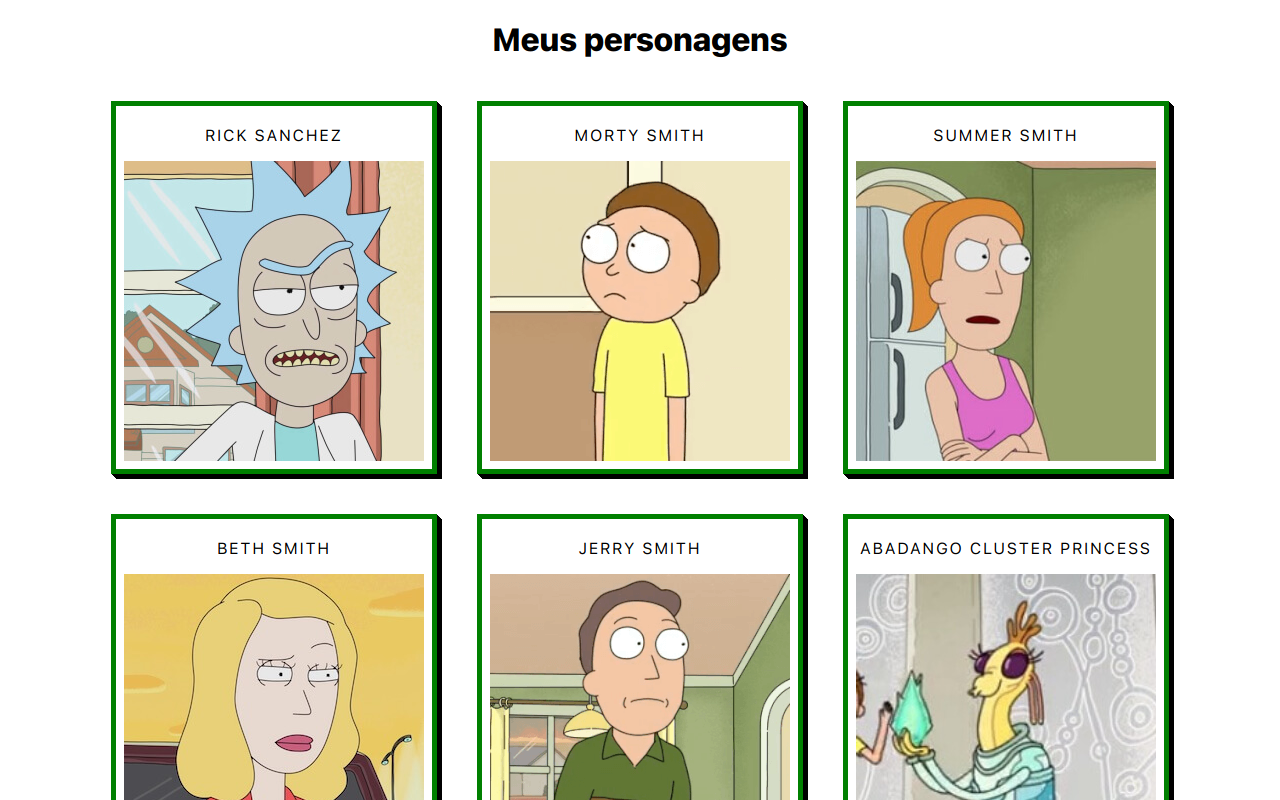 Meus personagens
RICK SANCHEZ
MORTY SMITH
SUMMER SMITH
BETH SMITH
JERRY SMITH
ABADANGO CLUSTER PRINCESS